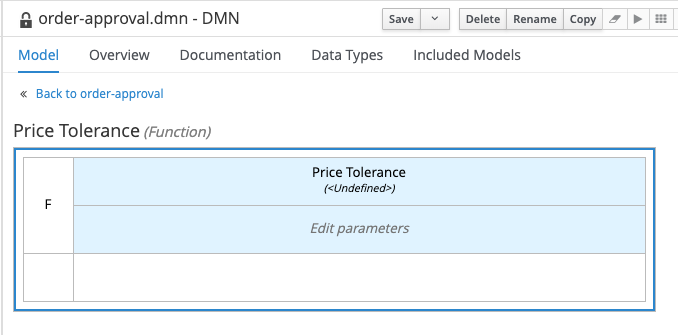 order-approval.dmn - DMN
Save Delete Rename Copy
Model Overview Documentation Data Types Included Models
« Back to order-approval
Price Tolerance (Function)
F
Price Tolerance
(<Undefined>)
Edit parameters